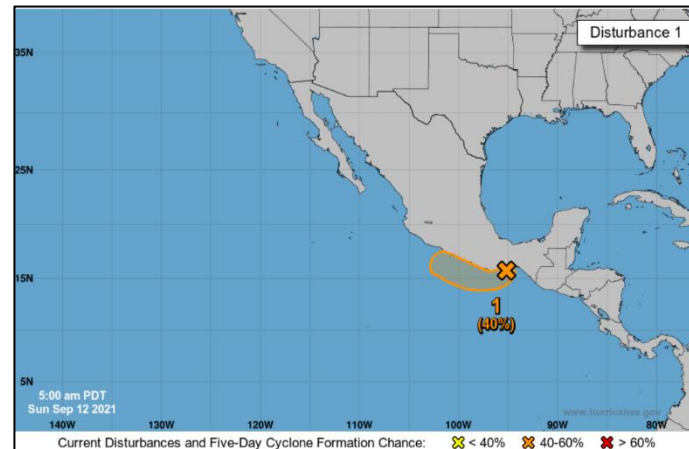 Disturbance 1
35N
25N
15N
1
(40%)
5N
5:00 am PDT
Sun Sep 12 2021
www.hurricanes.gov
140W 130W 120W 110W 100W 90W 80W
Current Disturbances and Five-Day Cyclone Formation Chance: < 40% 40-60% > 60%